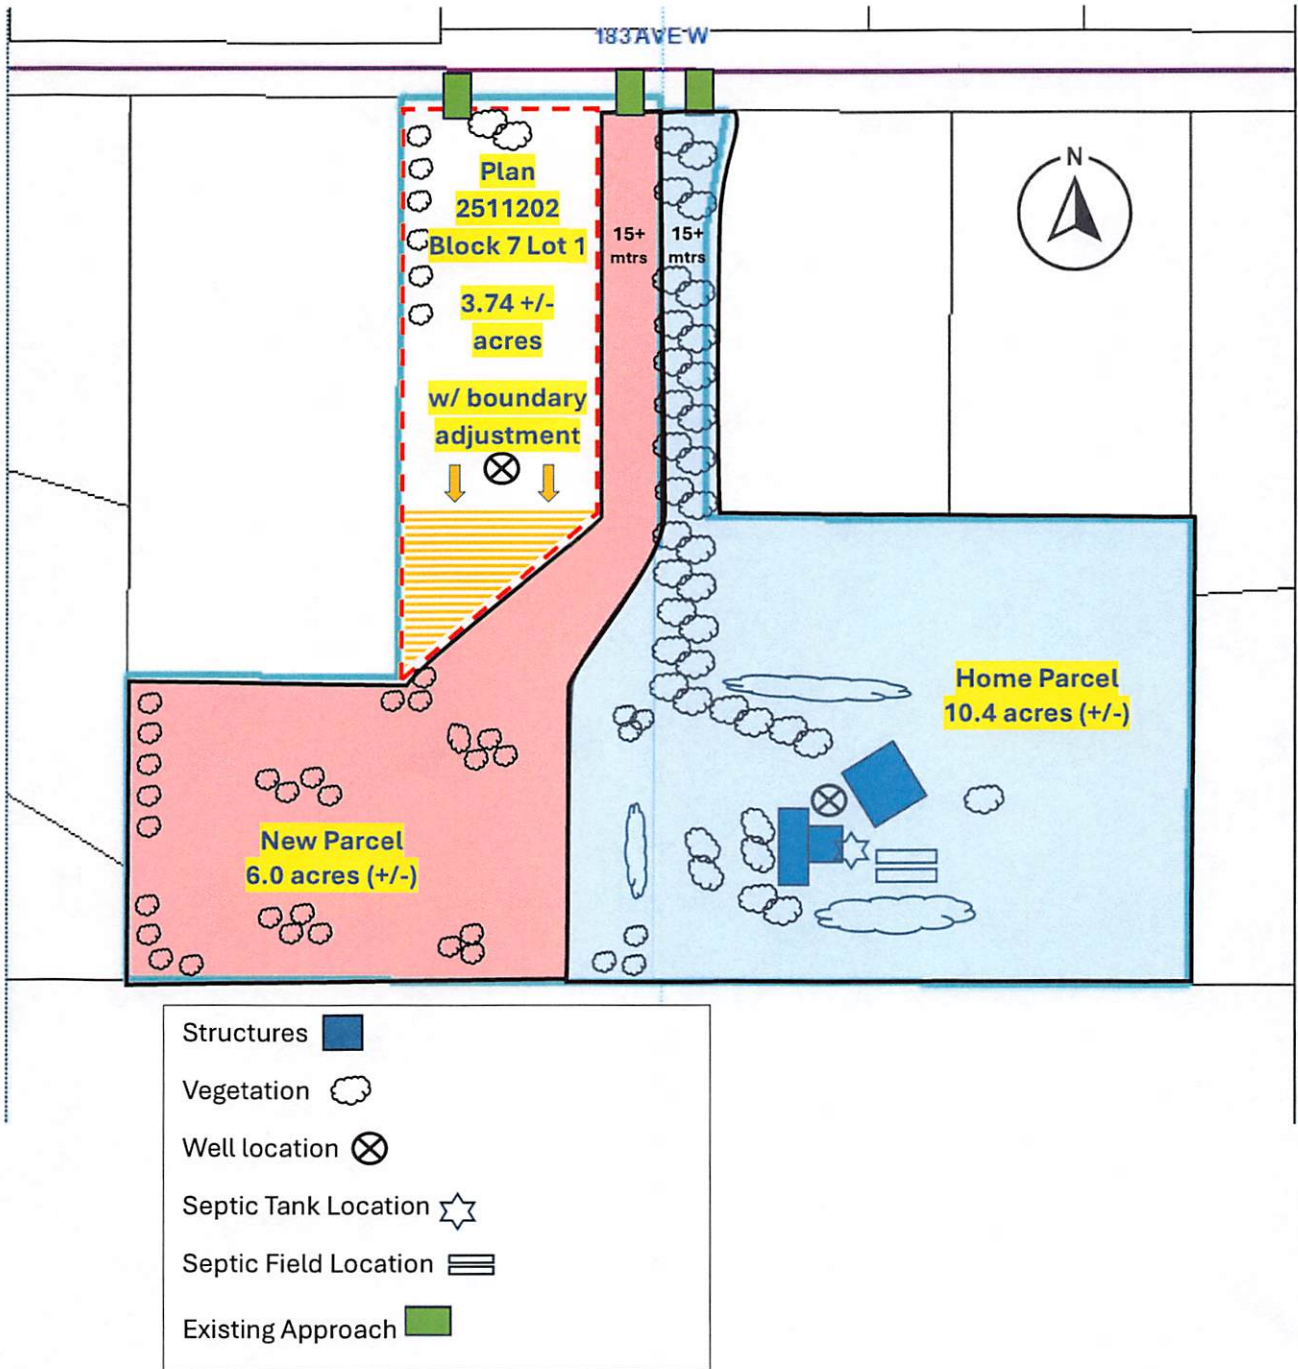 183 AVE W
N
Plan
2511202
Block 7 Lot 1
3.74 +/-
acres
w/ boundary
adjustment
15+
mtrs
15+
mtrs
Home Parcel
10.4 acres (+/-)
New Parcel
6.0 acres (+/-)
Structures
Vegetation
Well location
Septic Tank Location
Septic Field Location
Existing Approach